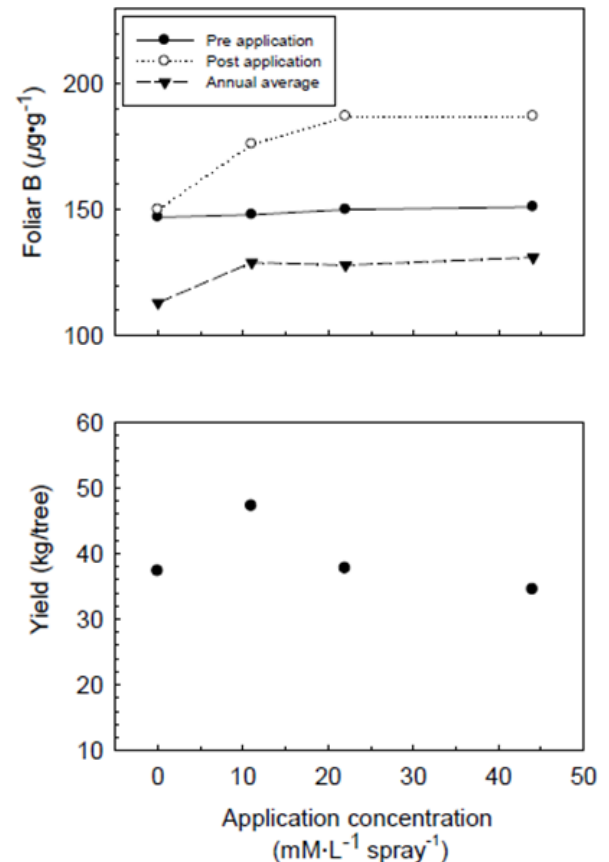 Pre application
Post application
Annual average
200
150
100
Foliar B (μg•g⁻¹)
60
50
40
30
20
10
Yield (kg/tree)
0 10 20 30 40 50
Application concentration
(mM·L⁻¹ spray⁻¹)